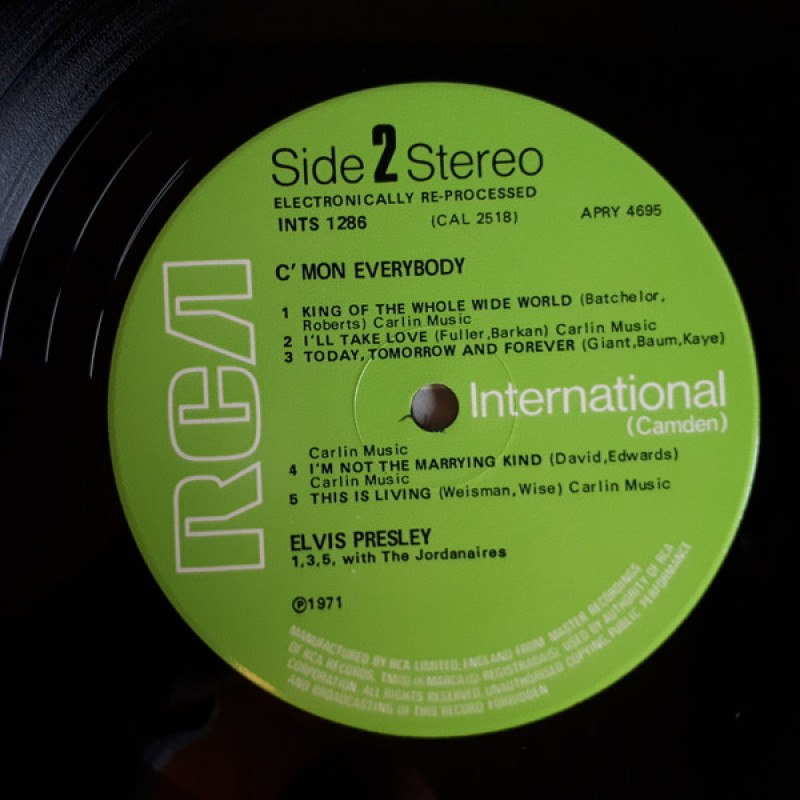 Side 2 Stereo
ELECTRONICALLY RE-PROCESSED
INTS 1286 (CAL 2518) APRY 4695
C'MON EVERYBODY
1 KING OF THE WHOLE WIDE WORLD (Batchelor,
Roberts) Carlin Music
2 I'LL TAKE LOVE (Fuller,Barkan) Carlin Music
3 TODAY,TOMORROW AND FOREVER (Giant,Baum,Kaye)
RCA
International
(Camden)
Carlin Music
4 I'M NOT THE MARRYING KIND (David,Edwards)
Carlin Music
5 THIS IS LIVING (Weisman,Wise) Carlin Music
ELVIS PRESLEY
1,3,5, with The Jordanaires
℗1971
MANUFACTURED BY RCA LIMITED, ENGLAND FROM MASTER RECORDINGS
OF RCA RECORDS. TM(S) ® MARCA(S) REGISTRADA(S) USED BY AUTHORITY OF RCA
CORPORATION. ALL RIGHTS RESERVED. UNAUTHORISED COPYING, PUBLIC PERFORMANCE
AND BROADCASTING OF THIS RECORD FORBIDDEN